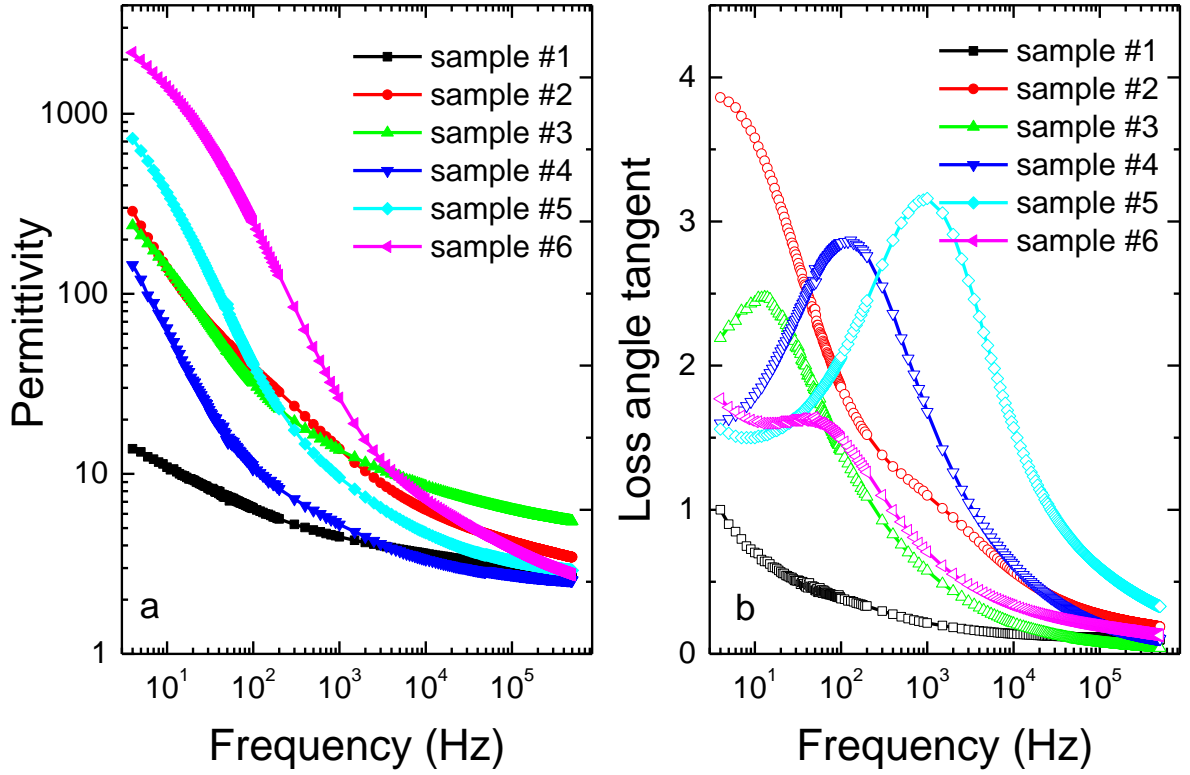 Permittivity
1000
100
10
1
sample #1
sample #2
sample #3
sample #4
sample #5
sample #6
a
10¹ 10² 10³ 10⁴ 10⁵
Frequency (Hz)
Loss angle tangent
4
3
2
1
0
sample #1
sample #2
sample #3
sample #4
sample #5
sample #6
b
10¹ 10² 10³ 10⁴ 10⁵
Frequency (Hz)